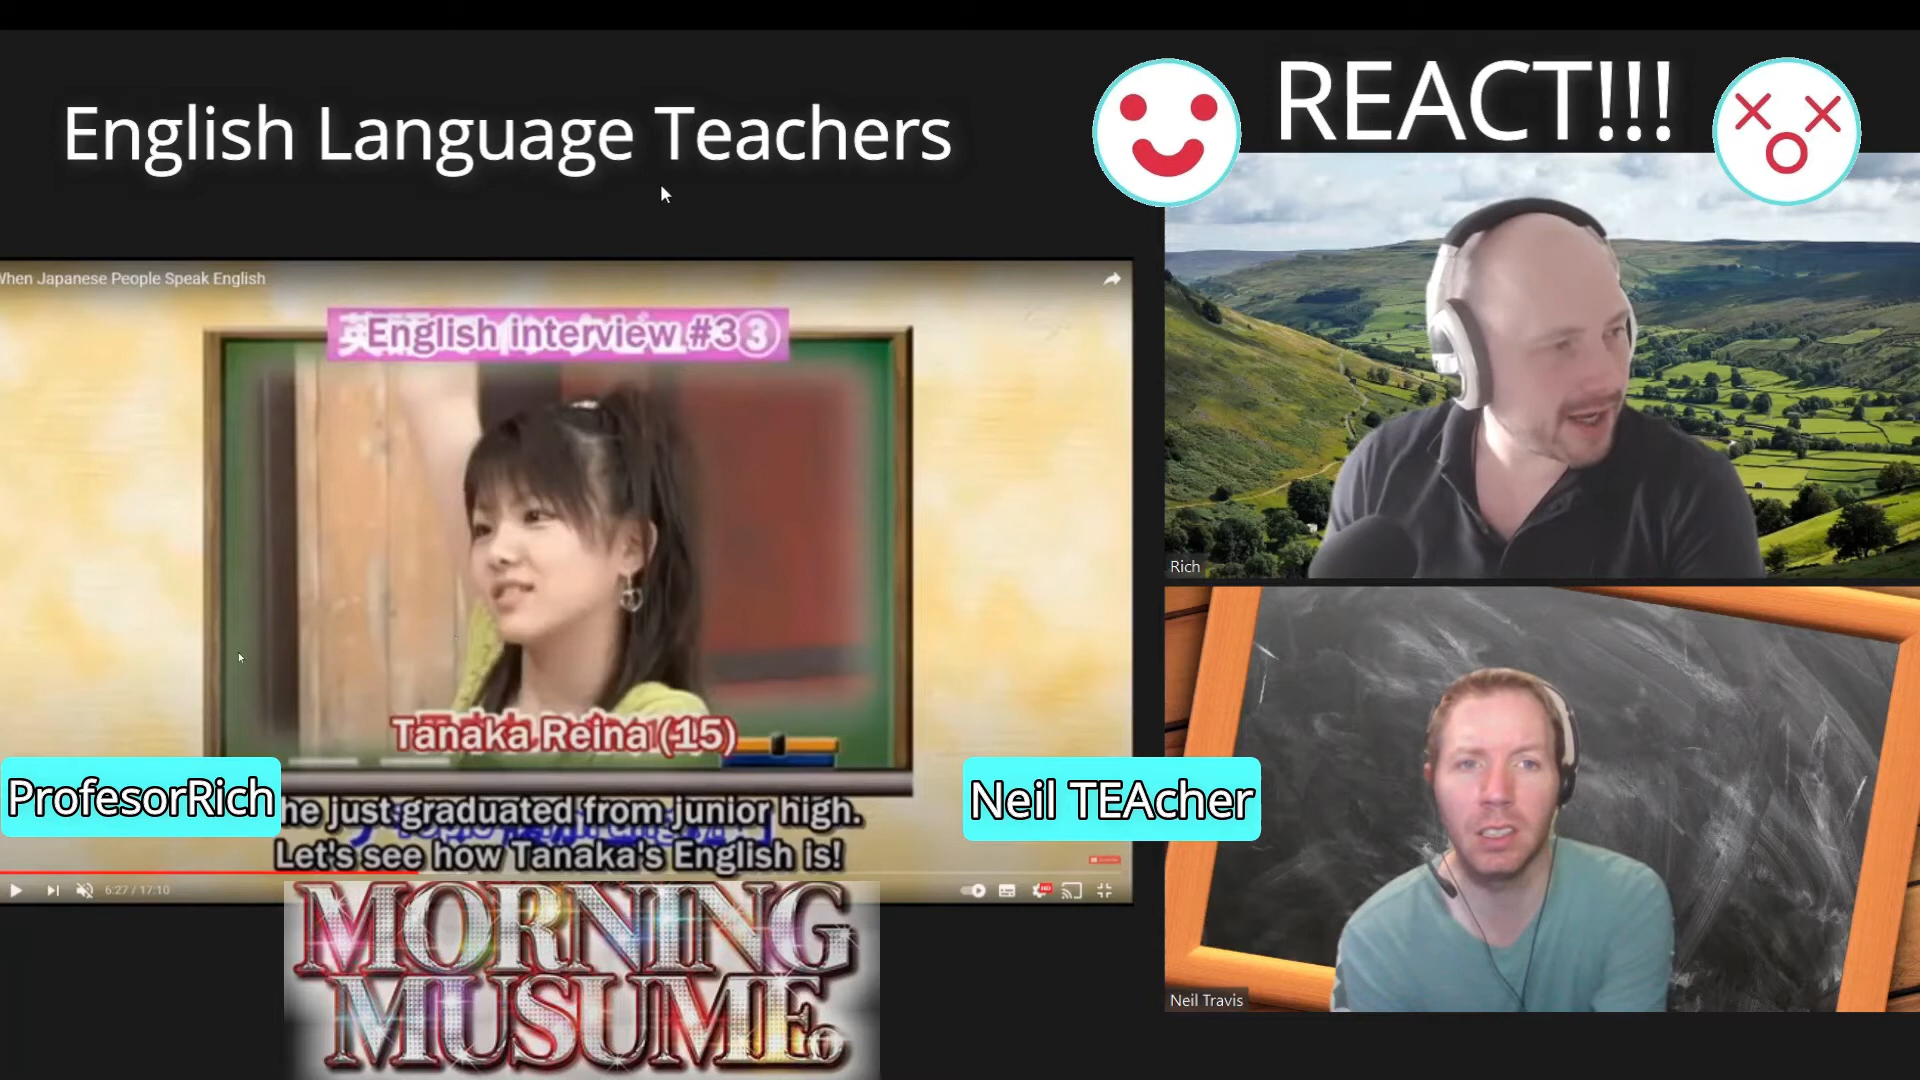 English Language Teachers
REACT!!!
When Japanese People Speak English
English interview #3③
Tanaka Reina (15)
he just graduated from junior high.
Let's see how Tanaka's English is!
ProfesorRich
Neil TEAcher
6:27 / 17:10
HD
MORNING
MUSUME.
Rich
Neil Travis